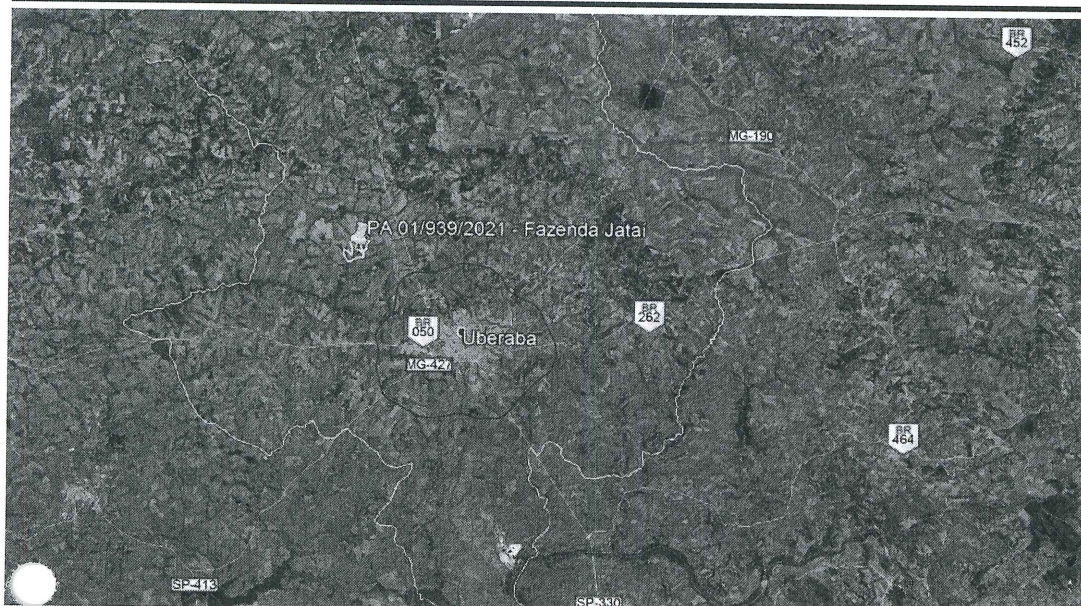 BR
452
MG-190
PA 01/939/2021 - Fazenda Jatai
BR
262
BR
050
Uberaba
MG-427
BR
464
SP-413
SP-330